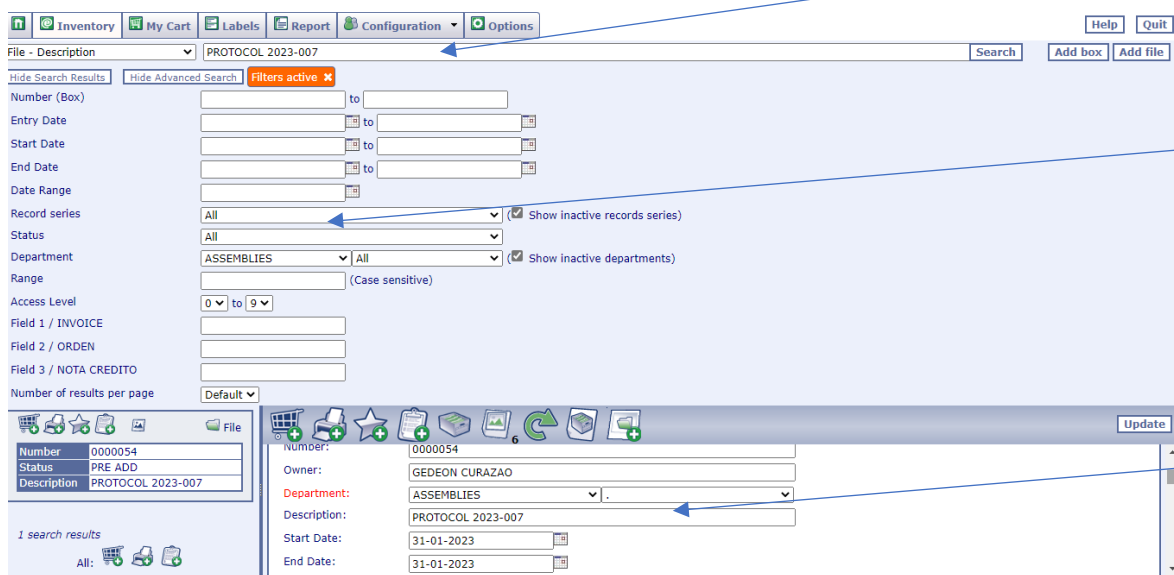 Inventory My Cart Labels Report Configuration Options Help Quit
File - Description PROTOCOL 2023-007 Search Add box Add file
Hide Search Results Hide Advanced Search Filters active ×
Number (Box) to
Entry Date to
Start Date to
End Date to
Date Range
Record series All ( Show inactive records series)
Status All
Department ASSEMBLIES All ( Show inactive departments)
Range (Case sensitive)
Access Level 0 to 9
Field 1 / INVOICE
Field 2 / ORDEN
Field 3 / NOTA CREDITO
Number of results per page Default
File
Number 0000054
Status PRE ADD
Description PROTOCOL 2023-007
1 search results
All:
6 Update
Number: 0000054
Owner: GEDEON CURAZAO
Department: ASSEMBLIES .
Description: PROTOCOL 2023-007
Start Date: 31-01-2023
End Date: 31-01-2023